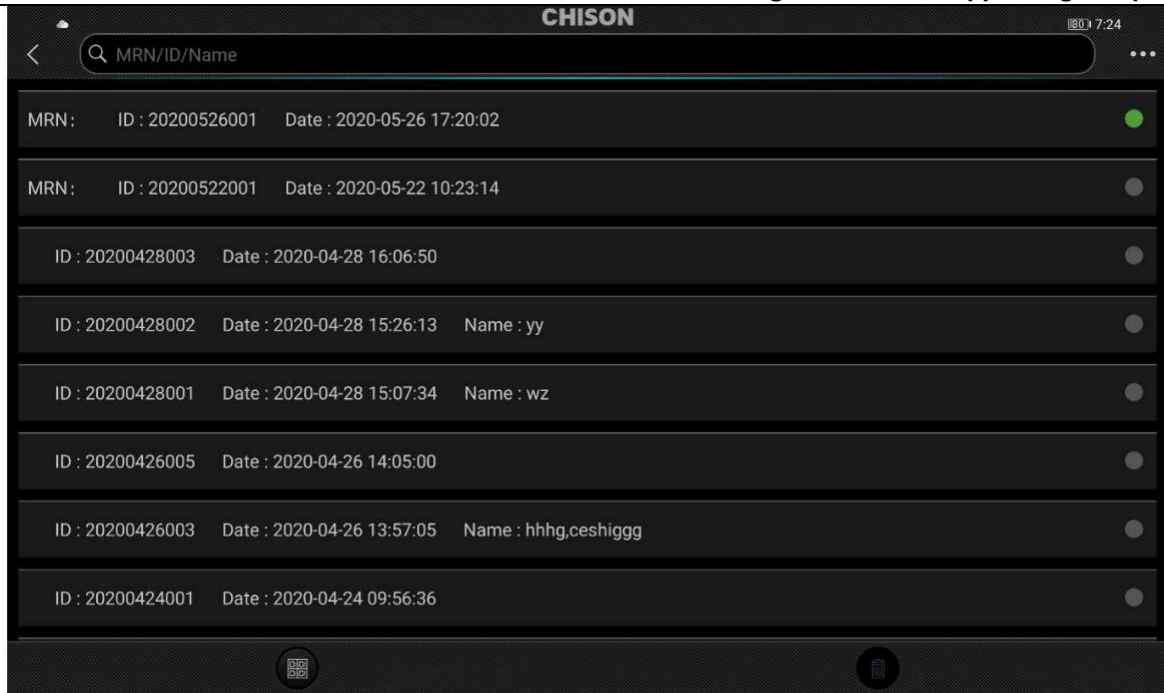 CHISON
80 7:24
MRN/ID/Name
MRN: ID : 20200526001 Date : 2020-05-26 17:20:02
MRN: ID : 20200522001 Date : 2020-05-22 10:23:14
ID : 20200428003 Date : 2020-04-28 16:06:50
ID : 20200428002 Date : 2020-04-28 15:26:13 Name : yy
ID : 20200428001 Date : 2020-04-28 15:07:34 Name : wz
ID : 20200426005 Date : 2020-04-26 14:05:00
ID : 20200426003 Date : 2020-04-26 13:57:05 Name : hhhg,ceshiggg
ID : 20200424001 Date : 2020-04-24 09:56:36